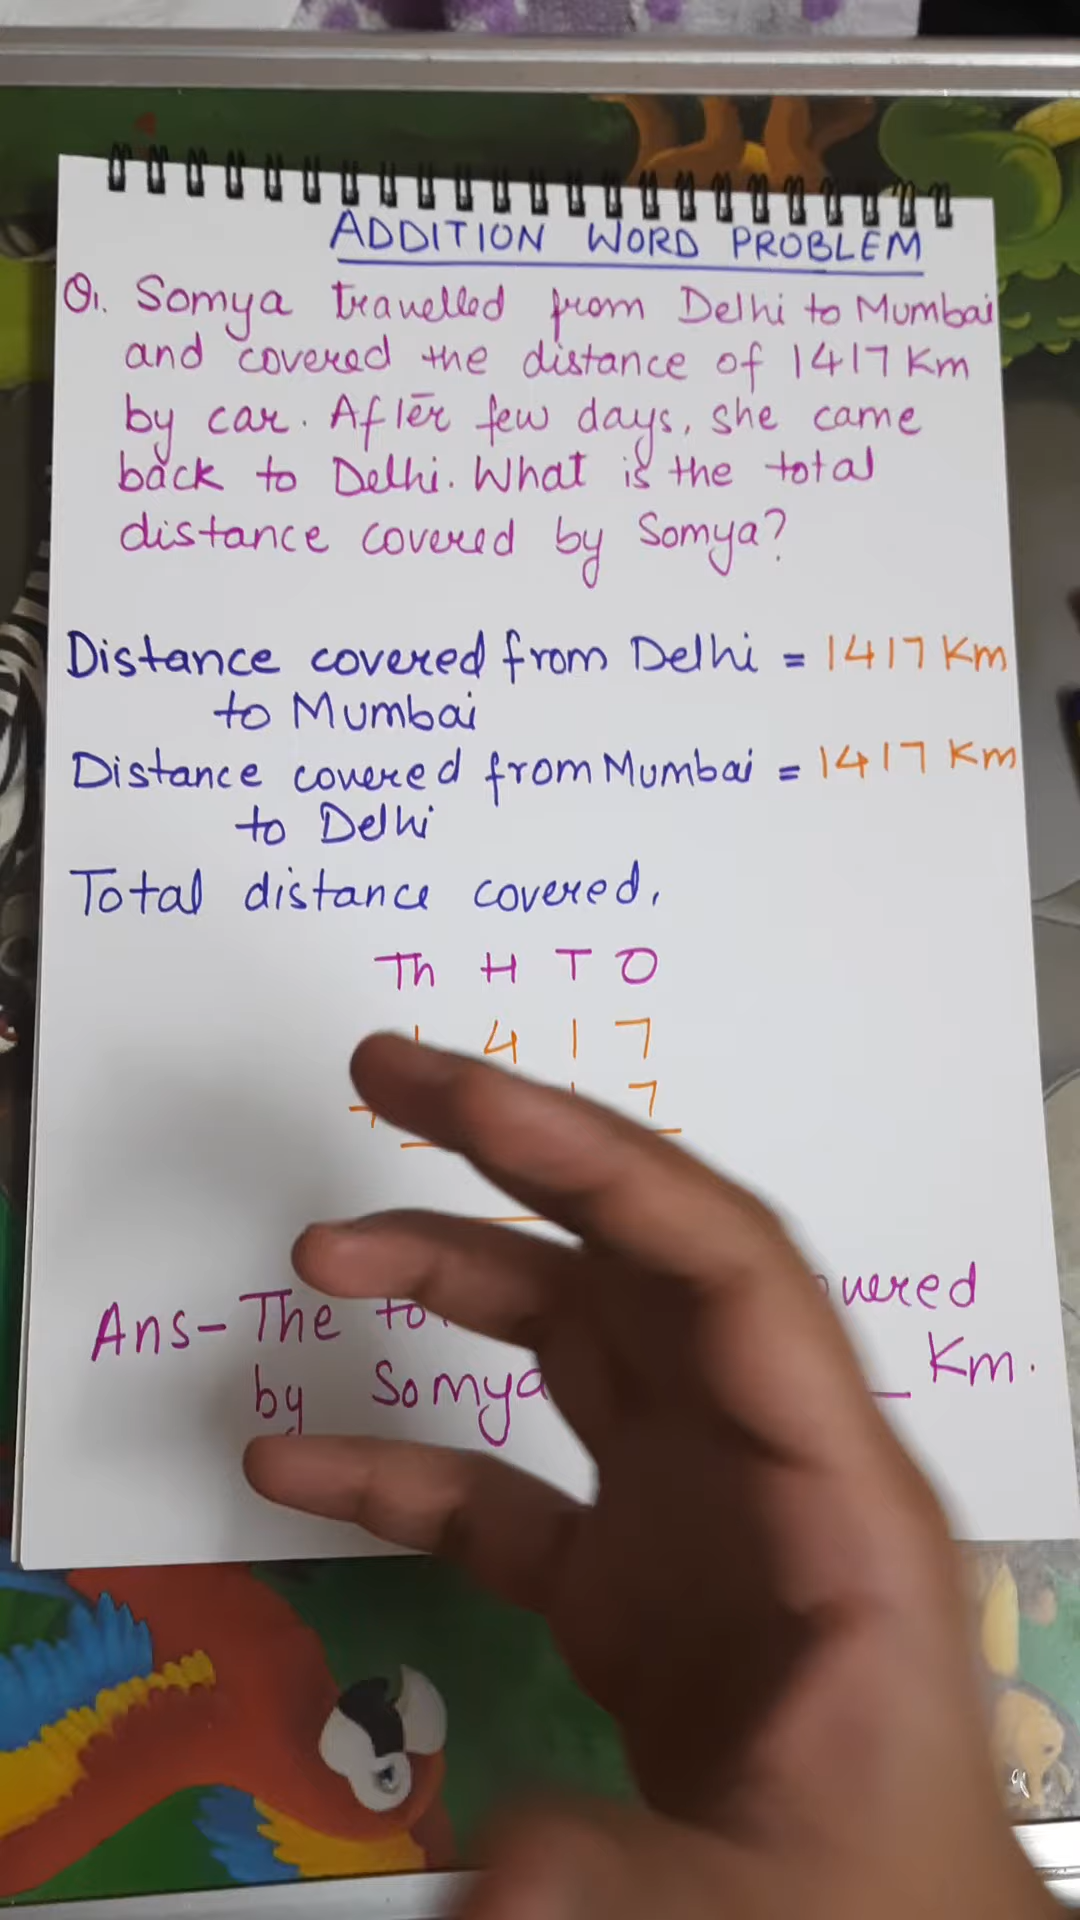 ADDITION WORD PROBLEM
Q1. Somya travelled from Delhi to Mumbai
and covered the distance of 1417 Km
by car. After few days, she came
back to Delhi. What is the total
distance covered by Somya?
Distance covered from Delhi = 1417 Km
to Mumbai
Distance covered from Mumbai = 1417 Km
to Delhi
Total distance covered,
Th H T O
1 4 1 7
+ 1 7
Ans- The
by Somya __ Km.